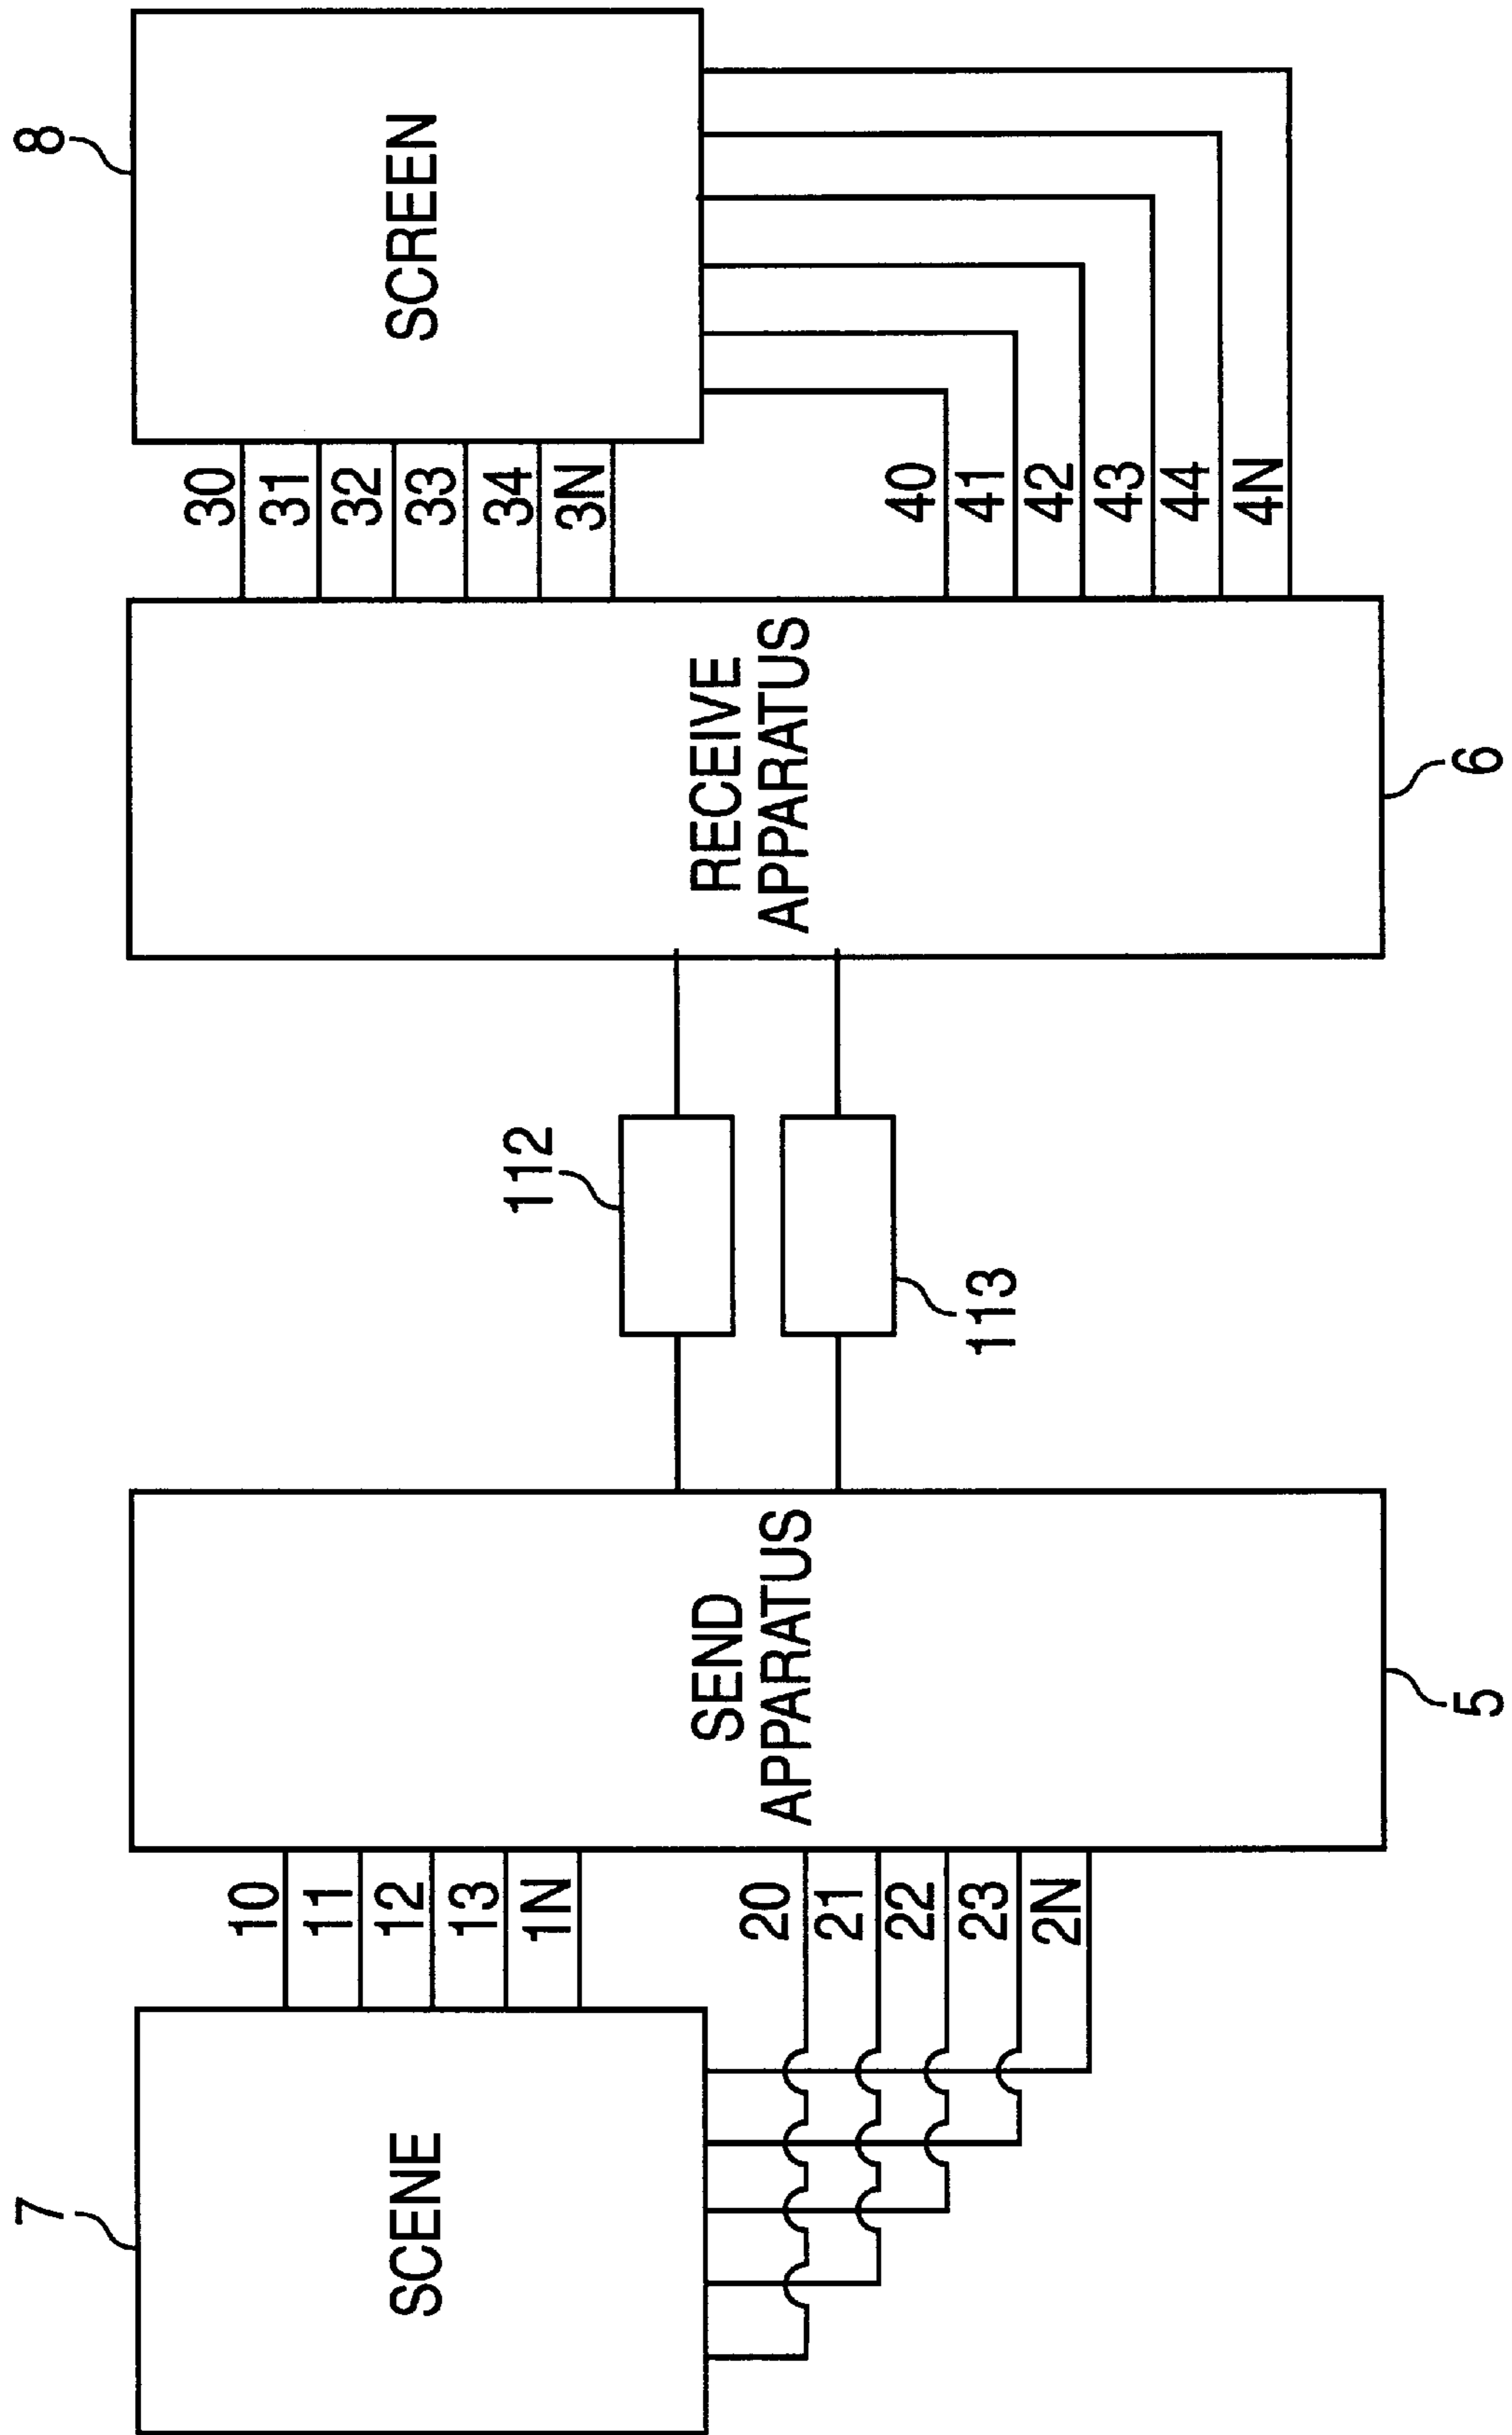 7
SCENE
10
11
12
13
1N
20
21
22
23
2N
SEND
APPARATUS
5
112
113
RECEIVE
APPARATUS
6
30
31
32
33
34
3N
40
41
42
43
44
4N
8
SCREEN